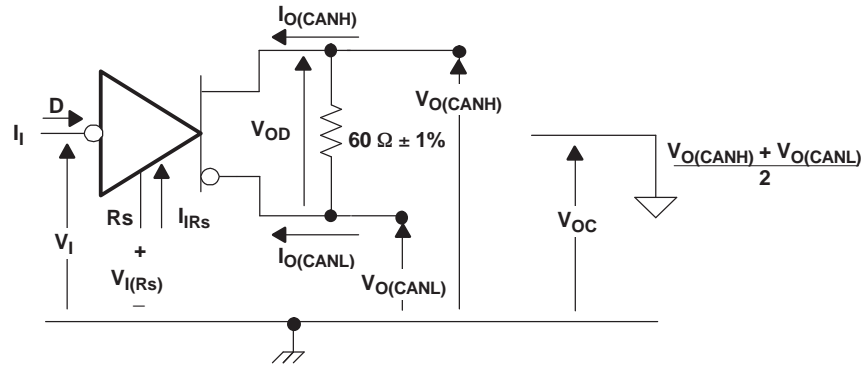 I_O(CANH)
D
I_I
V_OD
60 Ω ± 1%
V_O(CANH)
V_O(CANH) + V_O(CANL)
2
Rs
I_IRs
V_OC
V_I
+
V_I(Rs)
_
I_O(CANL)
V_O(CANL)